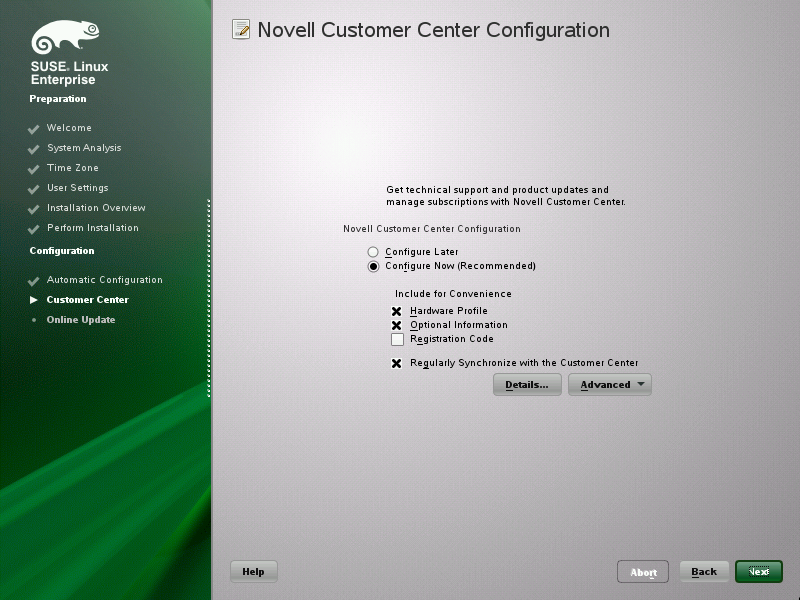 SUSE® Linux
Enterprise
Preparation
Welcome
System Analysis
Time Zone
User Settings
Installation Overview
Perform Installation
Configuration
Automatic Configuration
Customer Center
Online Update
Novell Customer Center Configuration
Get technical support and product updates and
manage subscriptions with Novell Customer Center.
Novell Customer Center Configuration
Configure Later
Configure Now (Recommended)
Include for Convenience
Hardware Profile
Optional Information
Registration Code
Regularly Synchronize with the Customer Center
Details... Advanced
Help Abort Back Next